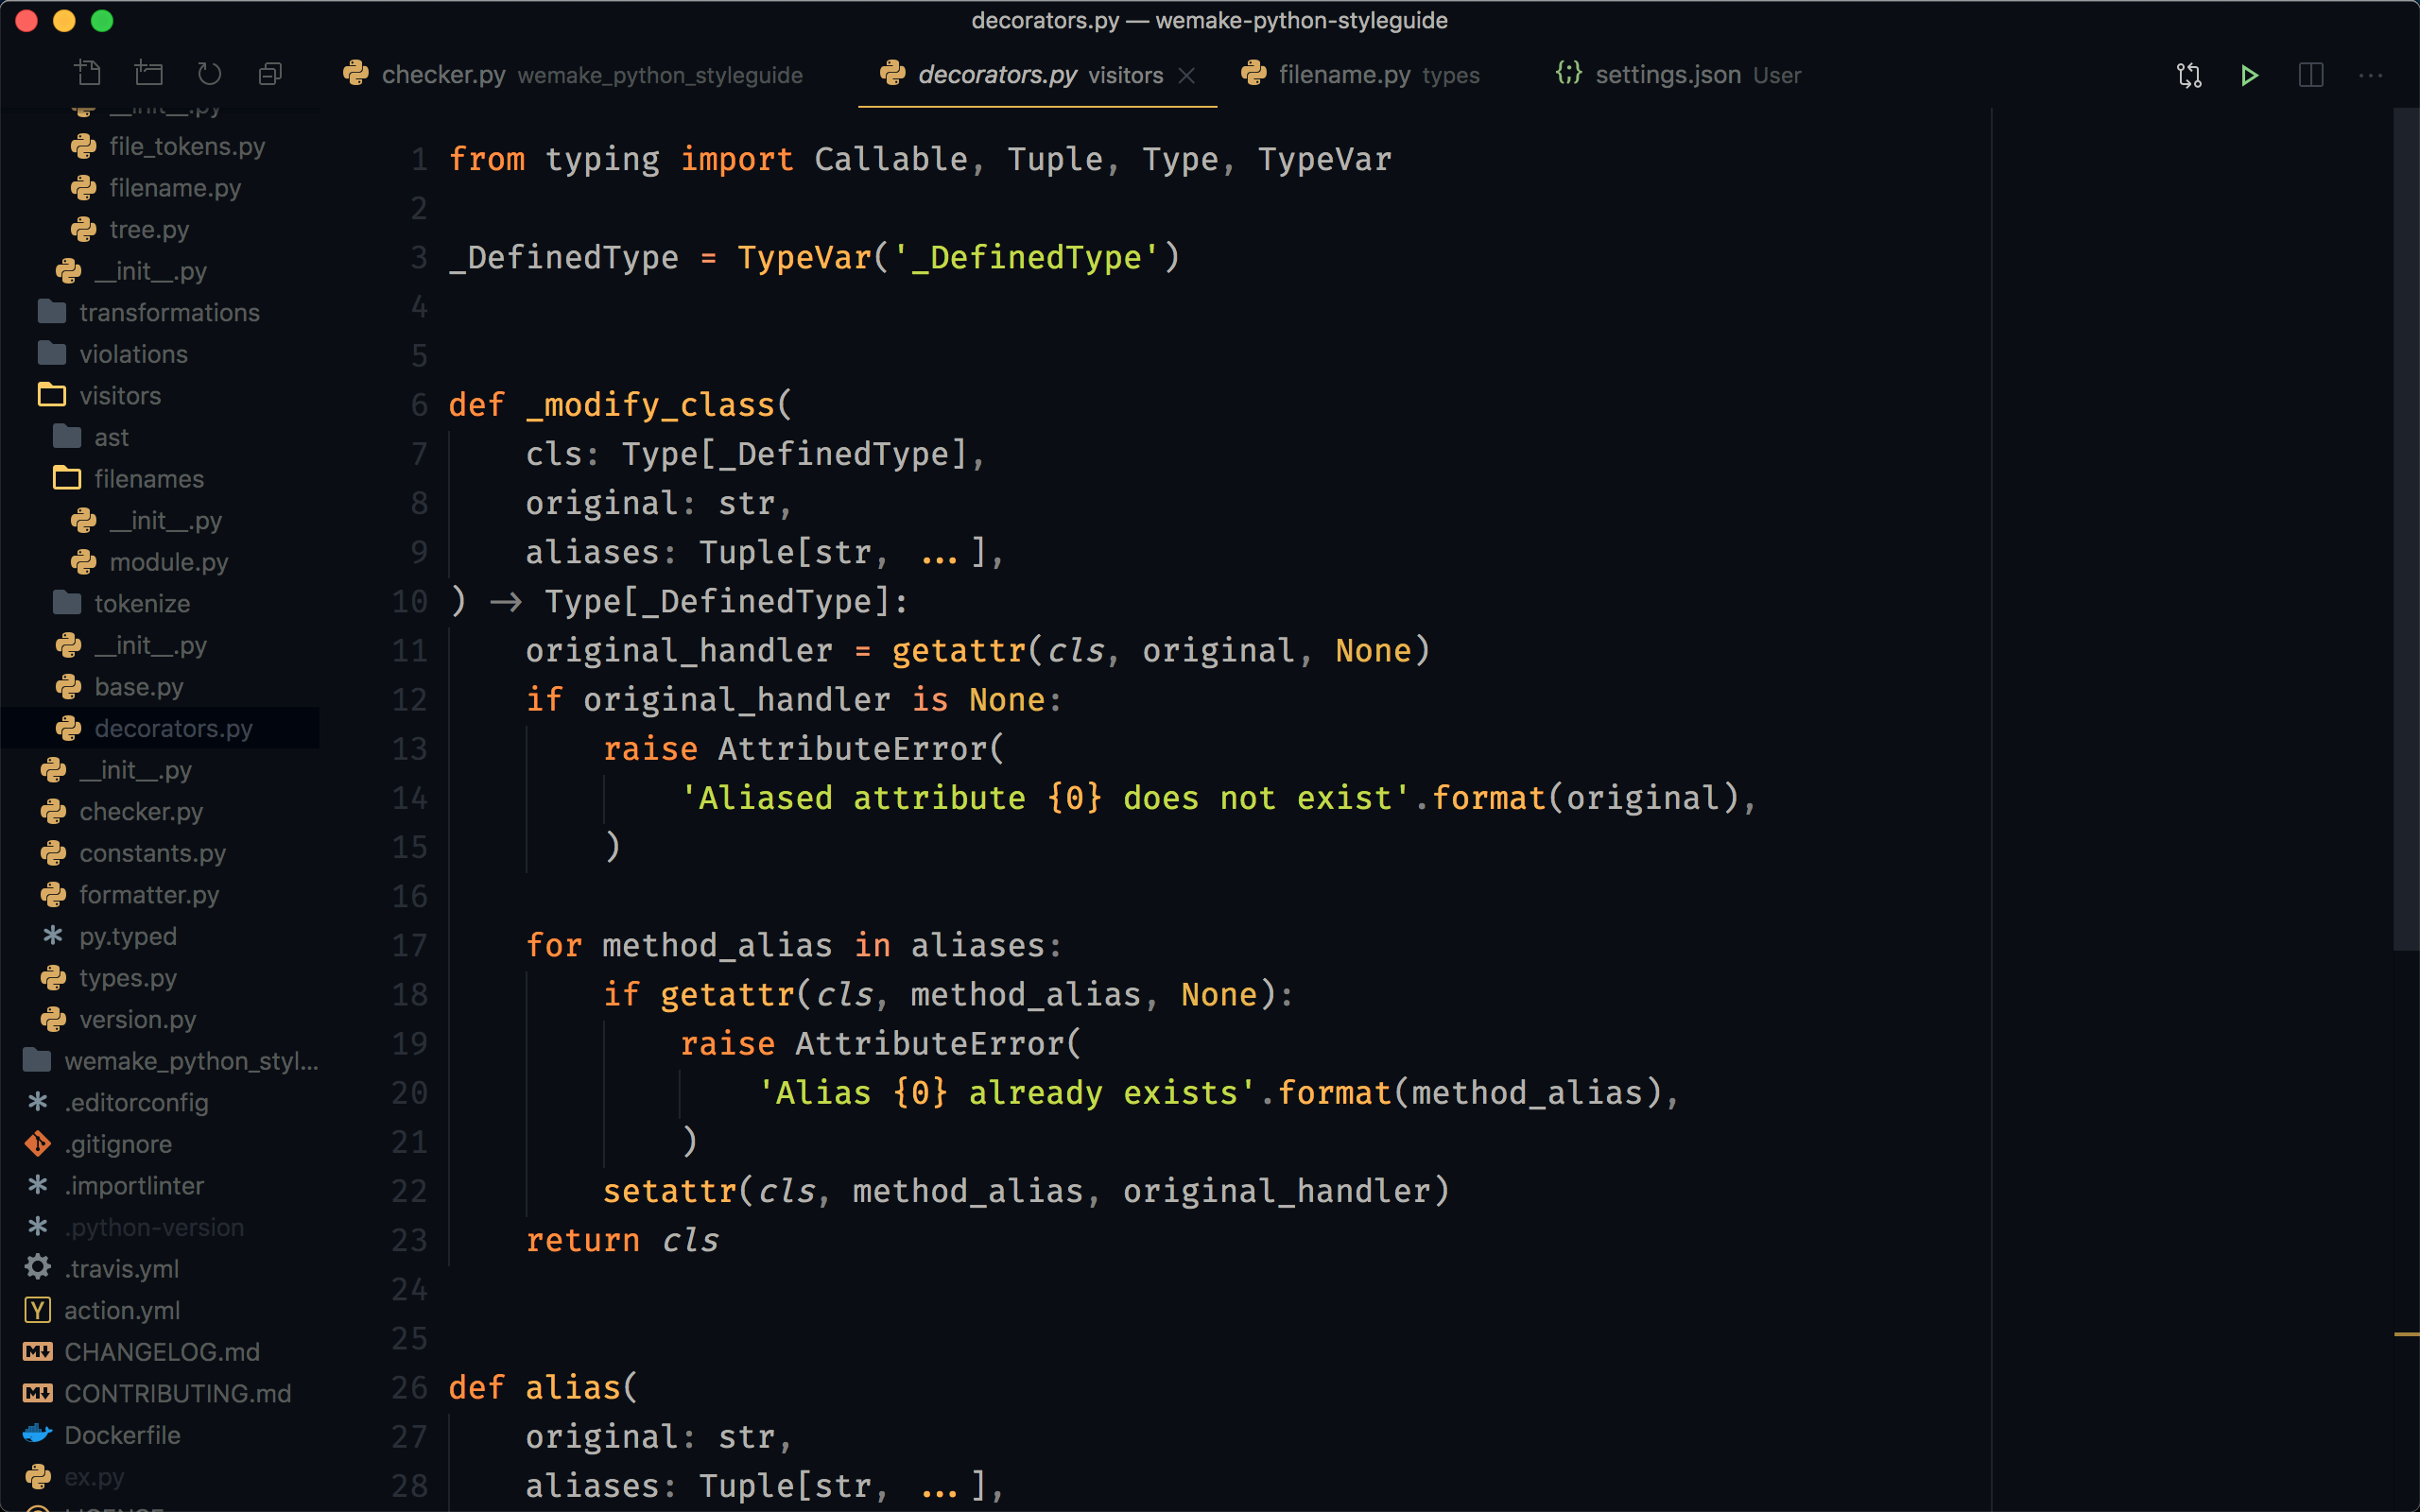 decorators.py — wemake-python-styleguide
checker.py wemake_python_styleguide
decorators.py visitors
filename.py types
{;} settings.json User
__init__.py
file_tokens.py
filename.py
tree.py
__init__.py
transformations
violations
visitors
ast
filenames
__init__.py
module.py
tokenize
__init__.py
base.py
decorators.py
__init__.py
checker.py
constants.py
formatter.py
py.typed
types.py
version.py
wemake_python_styl...
.editorconfig
.gitignore
.importlinter
.python-version
.travis.yml
Y action.yml
M↓ CHANGELOG.md
M↓ CONTRIBUTING.md
Dockerfile
ex.py
1 from typing import Callable, Tuple, Type, TypeVar
2
3 _DefinedType = TypeVar('_DefinedType')
4
5
6 def _modify_class(
7     cls: Type[_DefinedType],
8     original: str,
9     aliases: Tuple[str, ...],
10 ) → Type[_DefinedType]:
11     original_handler = getattr(cls, original, None)
12     if original_handler is None:
13         raise AttributeError(
14             'Aliased attribute {0} does not exist'.format(original),
15         )
16
17     for method_alias in aliases:
18         if getattr(cls, method_alias, None):
19             raise AttributeError(
20                 'Alias {0} already exists'.format(method_alias),
21             )
22         setattr(cls, method_alias, original_handler)
23     return cls
24
25
26 def alias(
27     original: str,
28     aliases: Tuple[str, ...],